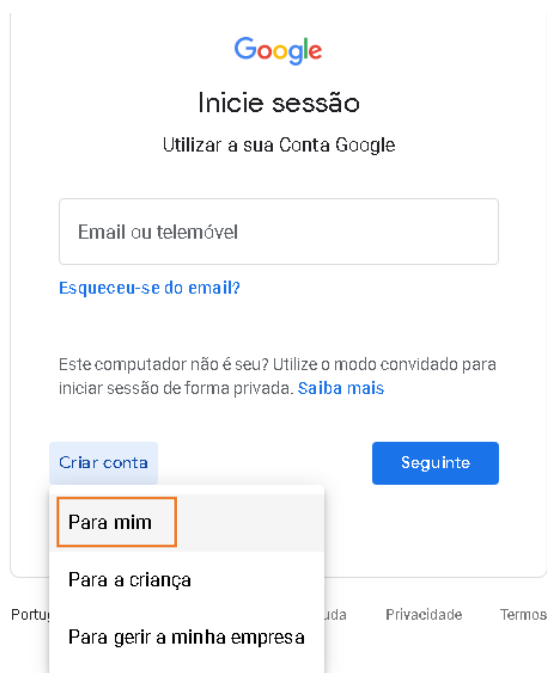 Google
Inicie sessão
Utilizar a sua Conta Google
Email ou telemóvel
Esqueceu-se do email?
Este computador não é seu? Utilize o modo convidado para
iniciar sessão de forma privada. Saiba mais
Criar conta Seguinte
Para mim
Para a criança
Privacidade Termos
Para gerir a minha empresa